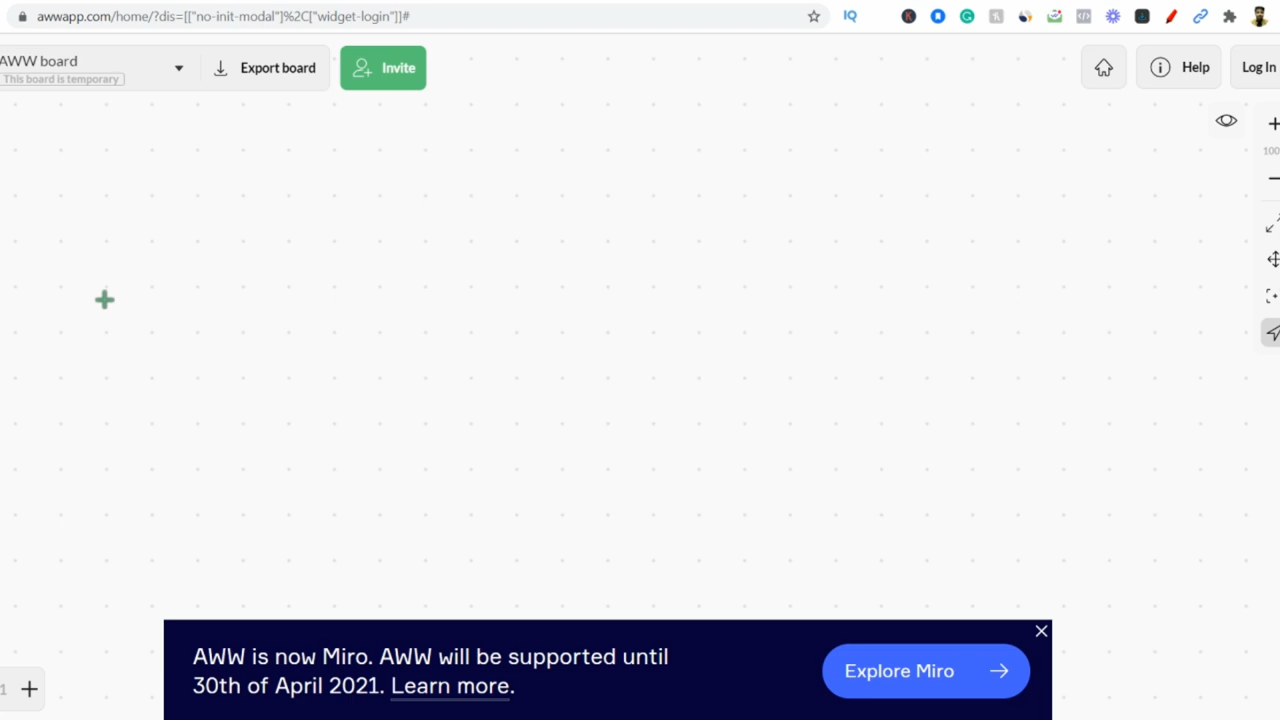 awwapp.com/home/?dis=[["no-init-modal"]%2C["widget-login"]]#
IQ
AWW board
This board is temporary
Export board
Invite
Help
Log In
100
AWW is now Miro. AWW will be supported until
30th of April 2021. Learn more.
Explore Miro
1